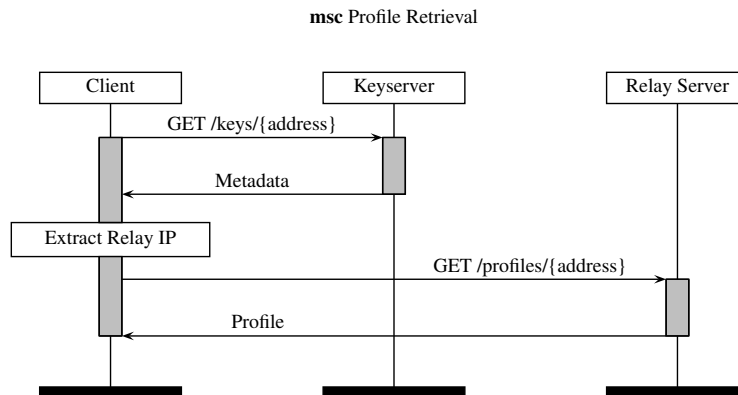 msc Profile Retrieval
Client
Keyserver
Relay Server
GET /keys/{address}
Metadata
Extract Relay IP
GET /profiles/{address}
Profile